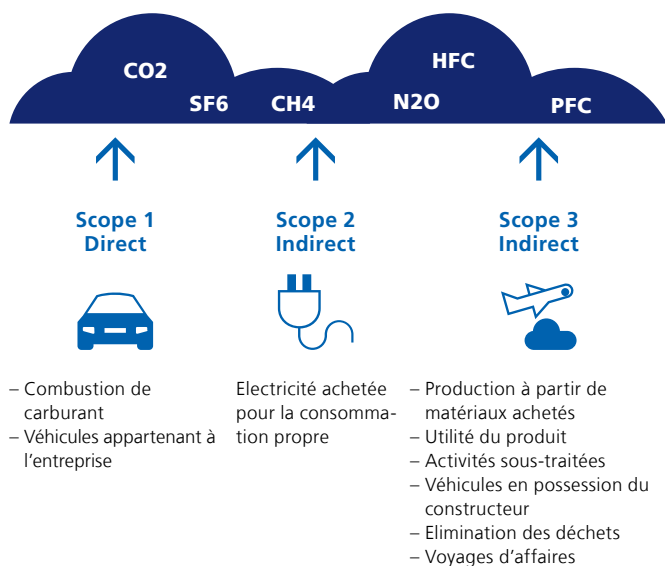 CO2
HFC
SF6
CH4
N2O
PFC
Scope 1
Direct
Scope 2
Indirect
Scope 3
Indirect
– Combustion de
carburant
– Véhicules appartenant à
l'entreprise
Electricité achetée
pour la consomma-
tion propre
– Production à partir de
matériaux achetés
– Utilité du produit
– Activités sous-traitées
– Véhicules en possession du
constructeur
– Elimination des déchets
– Voyages d'affaires